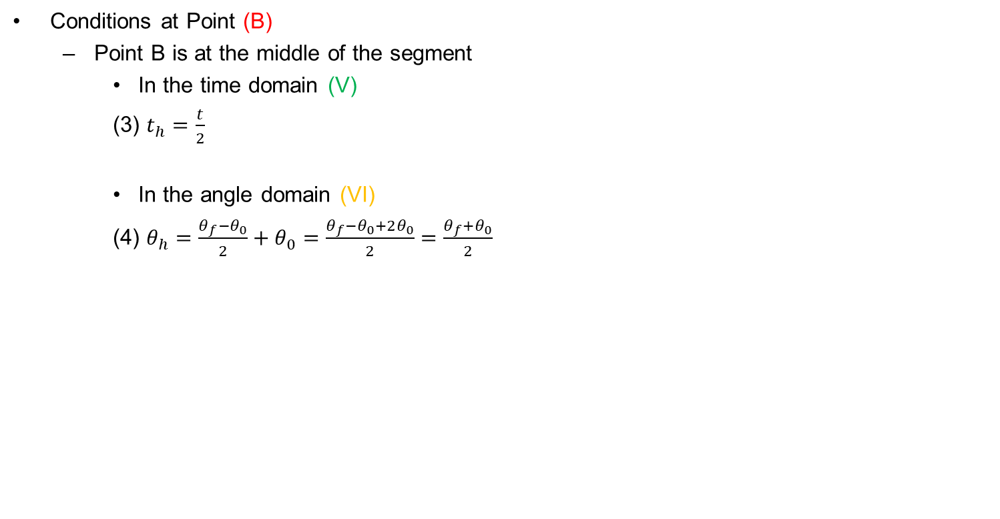 • Conditions at Point (B)
– Point B is at the middle of the segment
• In the time domain (V)
(3) t_h = t/2
• In the angle domain (VI)
(4) θ_h = (θ_f−θ_0)/2 + θ_0 = (θ_f−θ_0+2θ_0)/2 = (θ_f+θ_0)/2